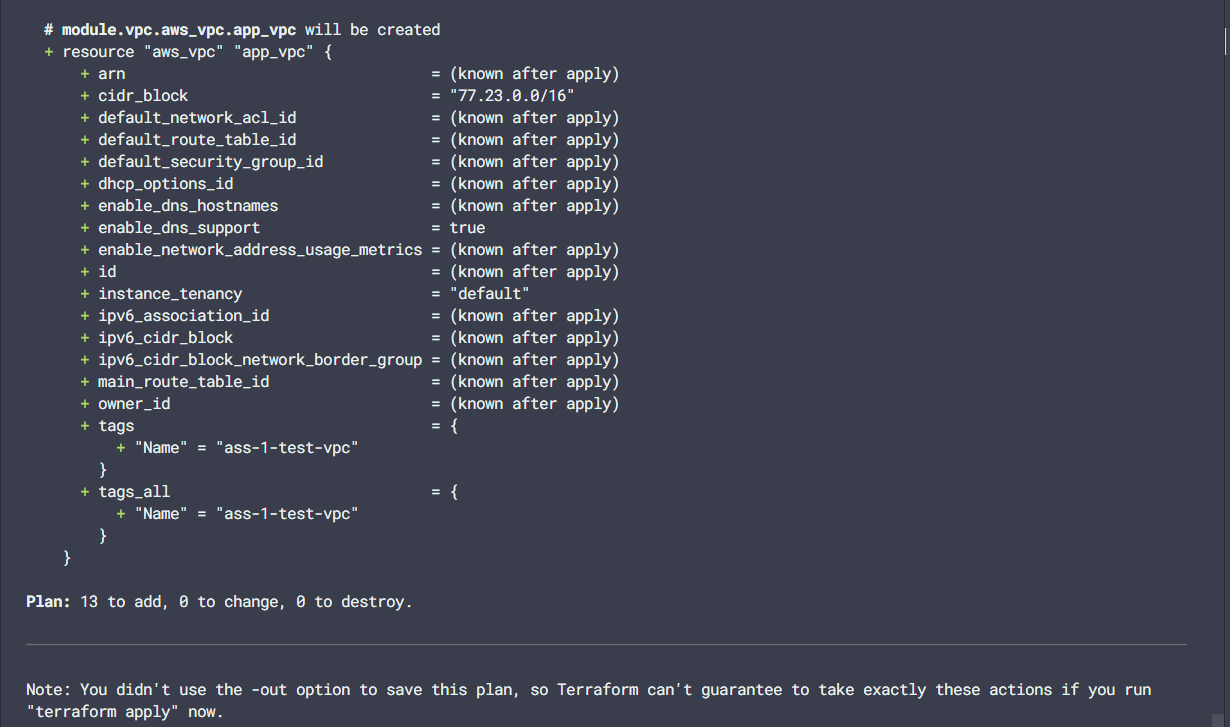 # module.vpc.aws_vpc.app_vpc will be created
+ resource "aws_vpc" "app_vpc" {
+ arn = (known after apply)
+ cidr_block = "77.23.0.0/16"
+ default_network_acl_id = (known after apply)
+ default_route_table_id = (known after apply)
+ default_security_group_id = (known after apply)
+ dhcp_options_id = (known after apply)
+ enable_dns_hostnames = (known after apply)
+ enable_dns_support = true
+ enable_network_address_usage_metrics = (known after apply)
+ id = (known after apply)
+ instance_tenancy = "default"
+ ipv6_association_id = (known after apply)
+ ipv6_cidr_block = (known after apply)
+ ipv6_cidr_block_network_border_group = (known after apply)
+ main_route_table_id = (known after apply)
+ owner_id = (known after apply)
+ tags = {
+ "Name" = "ass-1-test-vpc"
}
+ tags_all = {
+ "Name" = "ass-1-test-vpc"
}
}
Plan: 13 to add, 0 to change, 0 to destroy.
Note: You didn't use the -out option to save this plan, so Terraform can't guarantee to take exactly these actions if you run
"terraform apply" now.